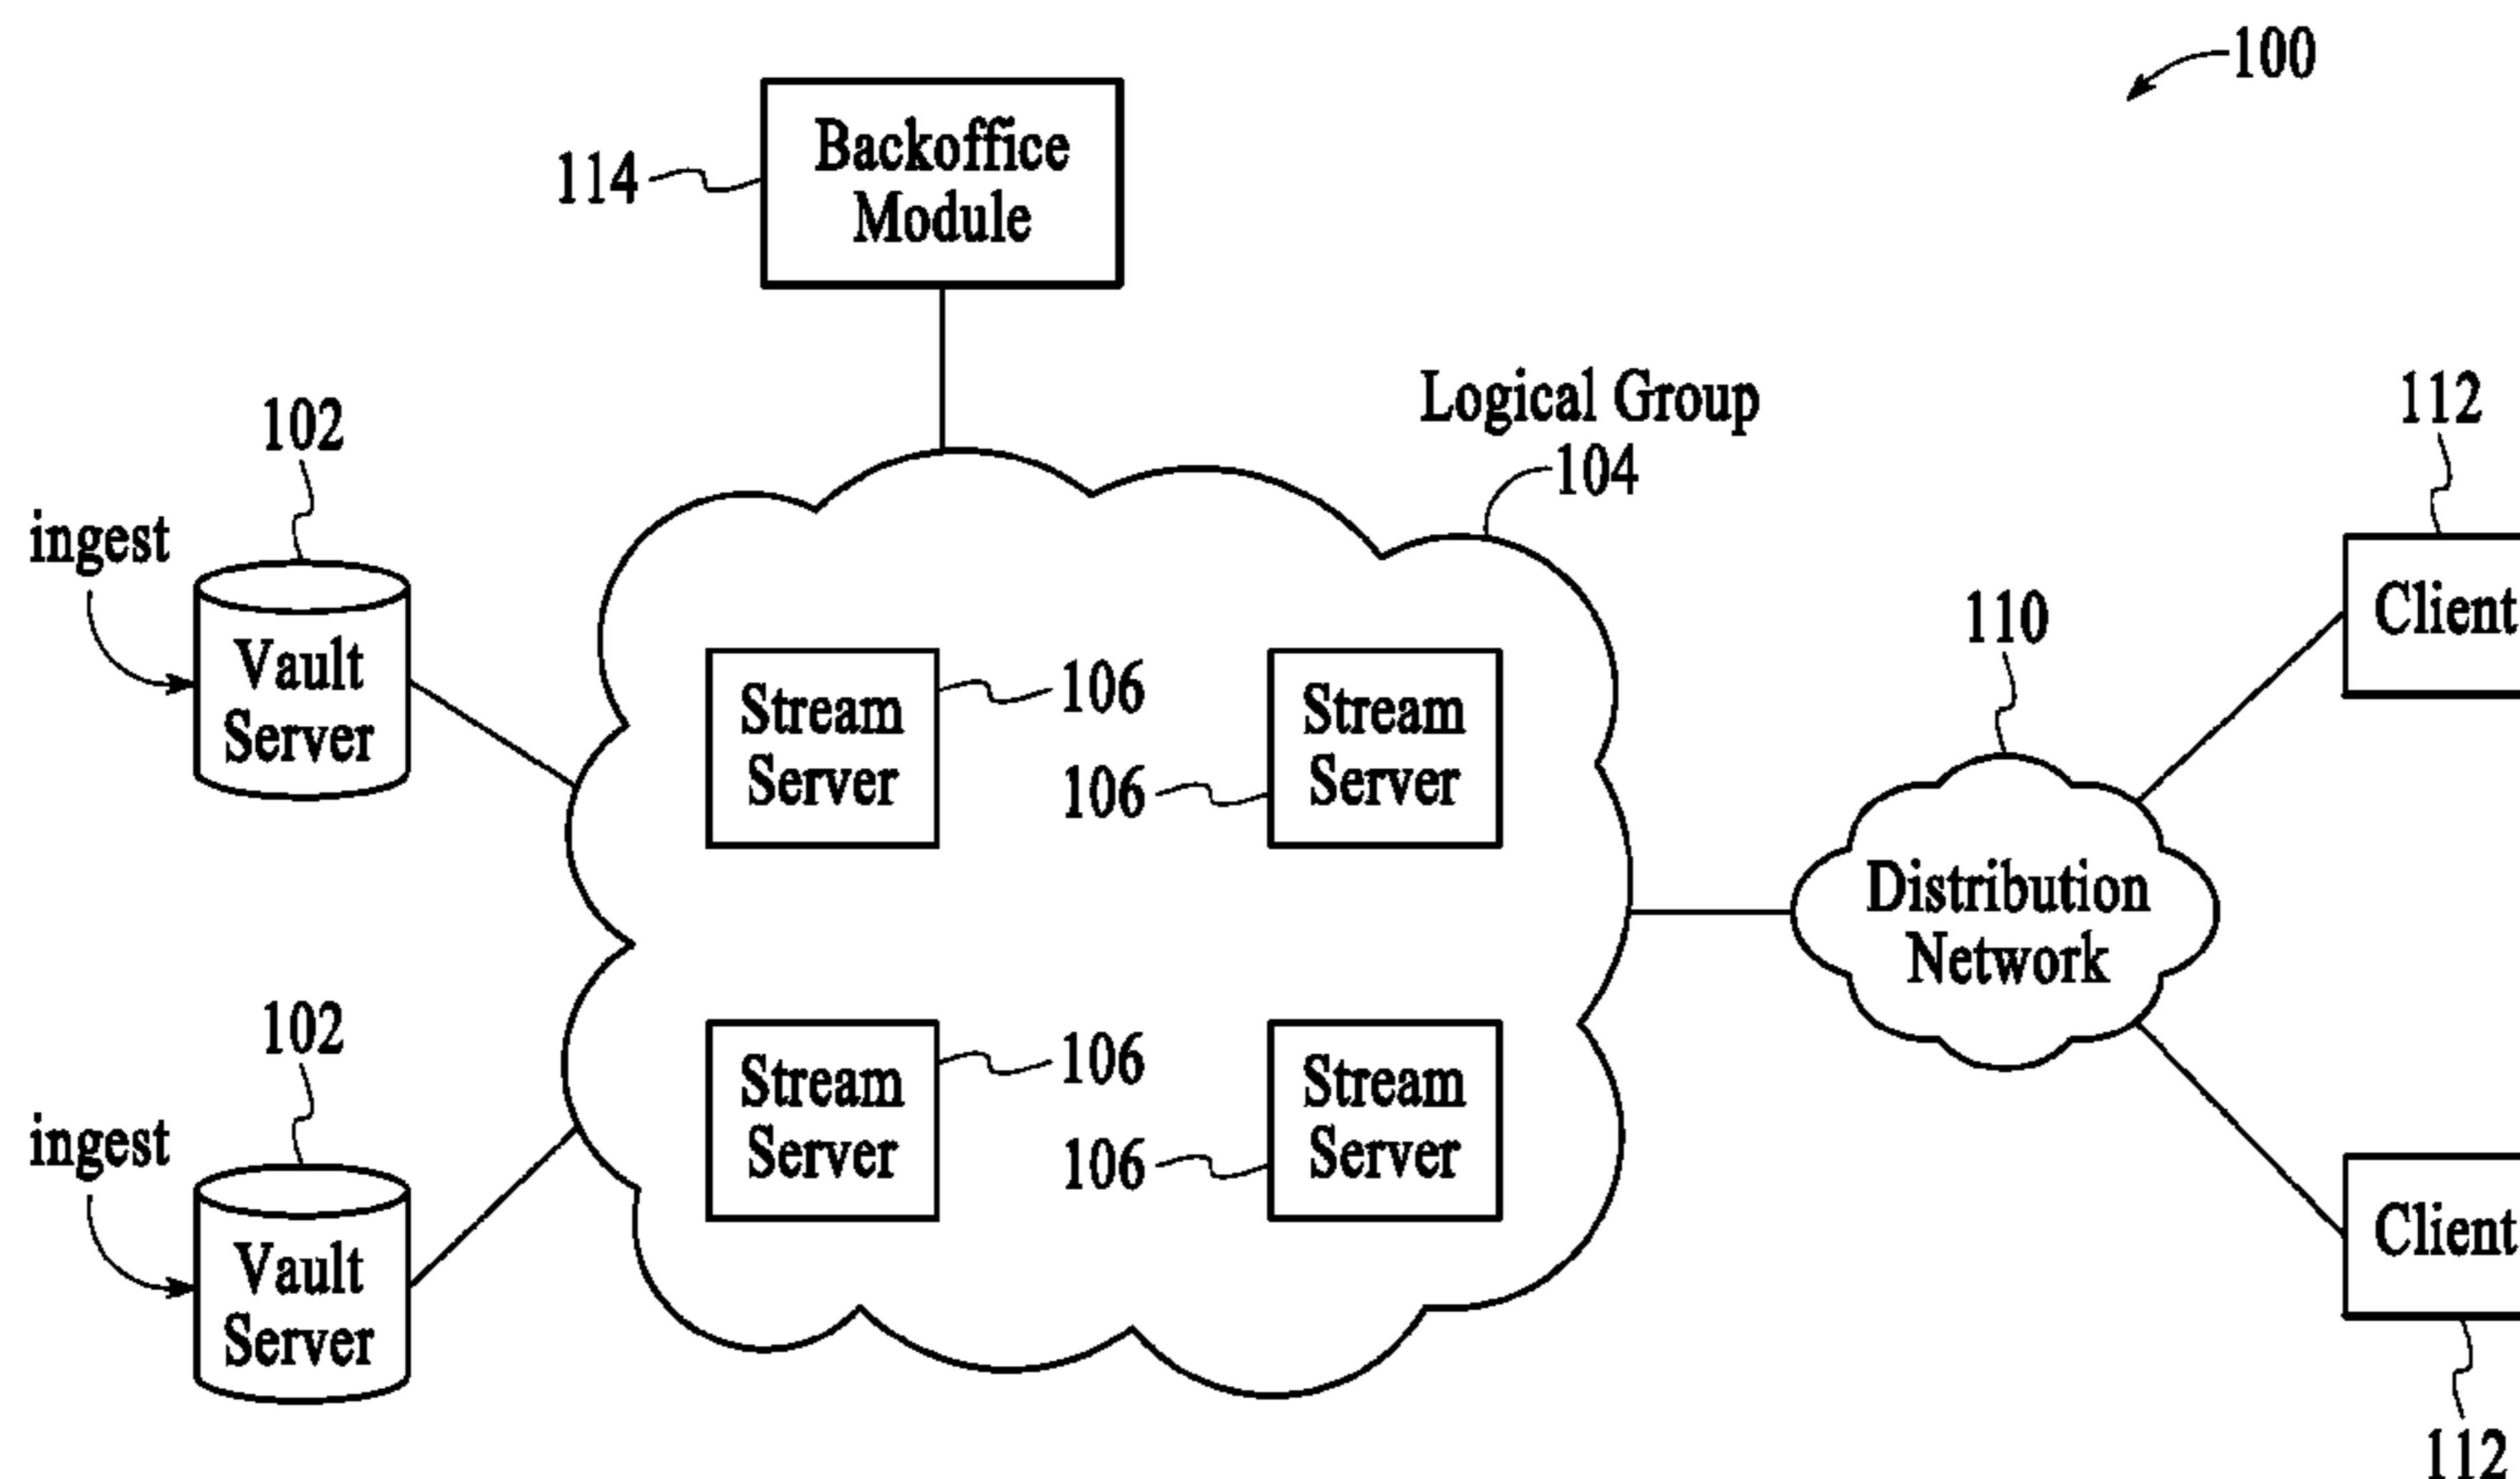 100
Backoffice
Module
114
Logical Group
104
102
ingest
Vault
Server
112
Client
110
Stream
Server
106
Stream
Server
106
Distribution
Network
102
ingest
Vault
Server
Stream
Server
106
Stream
Server
106
Client
112